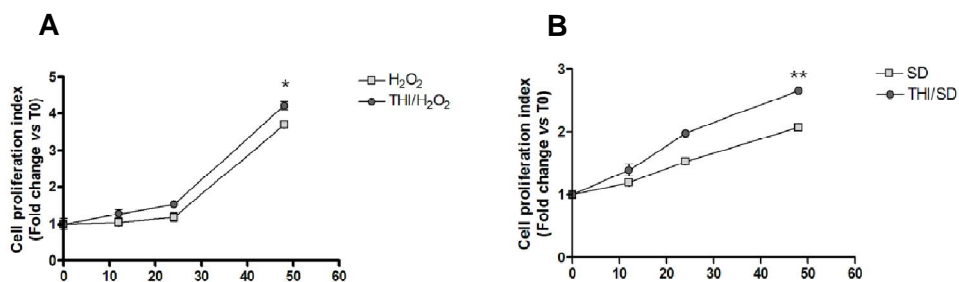 A
Cell proliferation index
(Fold change vs T0)
5
4
3
2
1
0
0 10 20 30 40 50 60
*
H₂O₂
THI/H₂O₂
B
Cell proliferation index
(Fold change vs T0)
3
2
1
0
0 10 20 30 40 50 60
**
SD
THI/SD